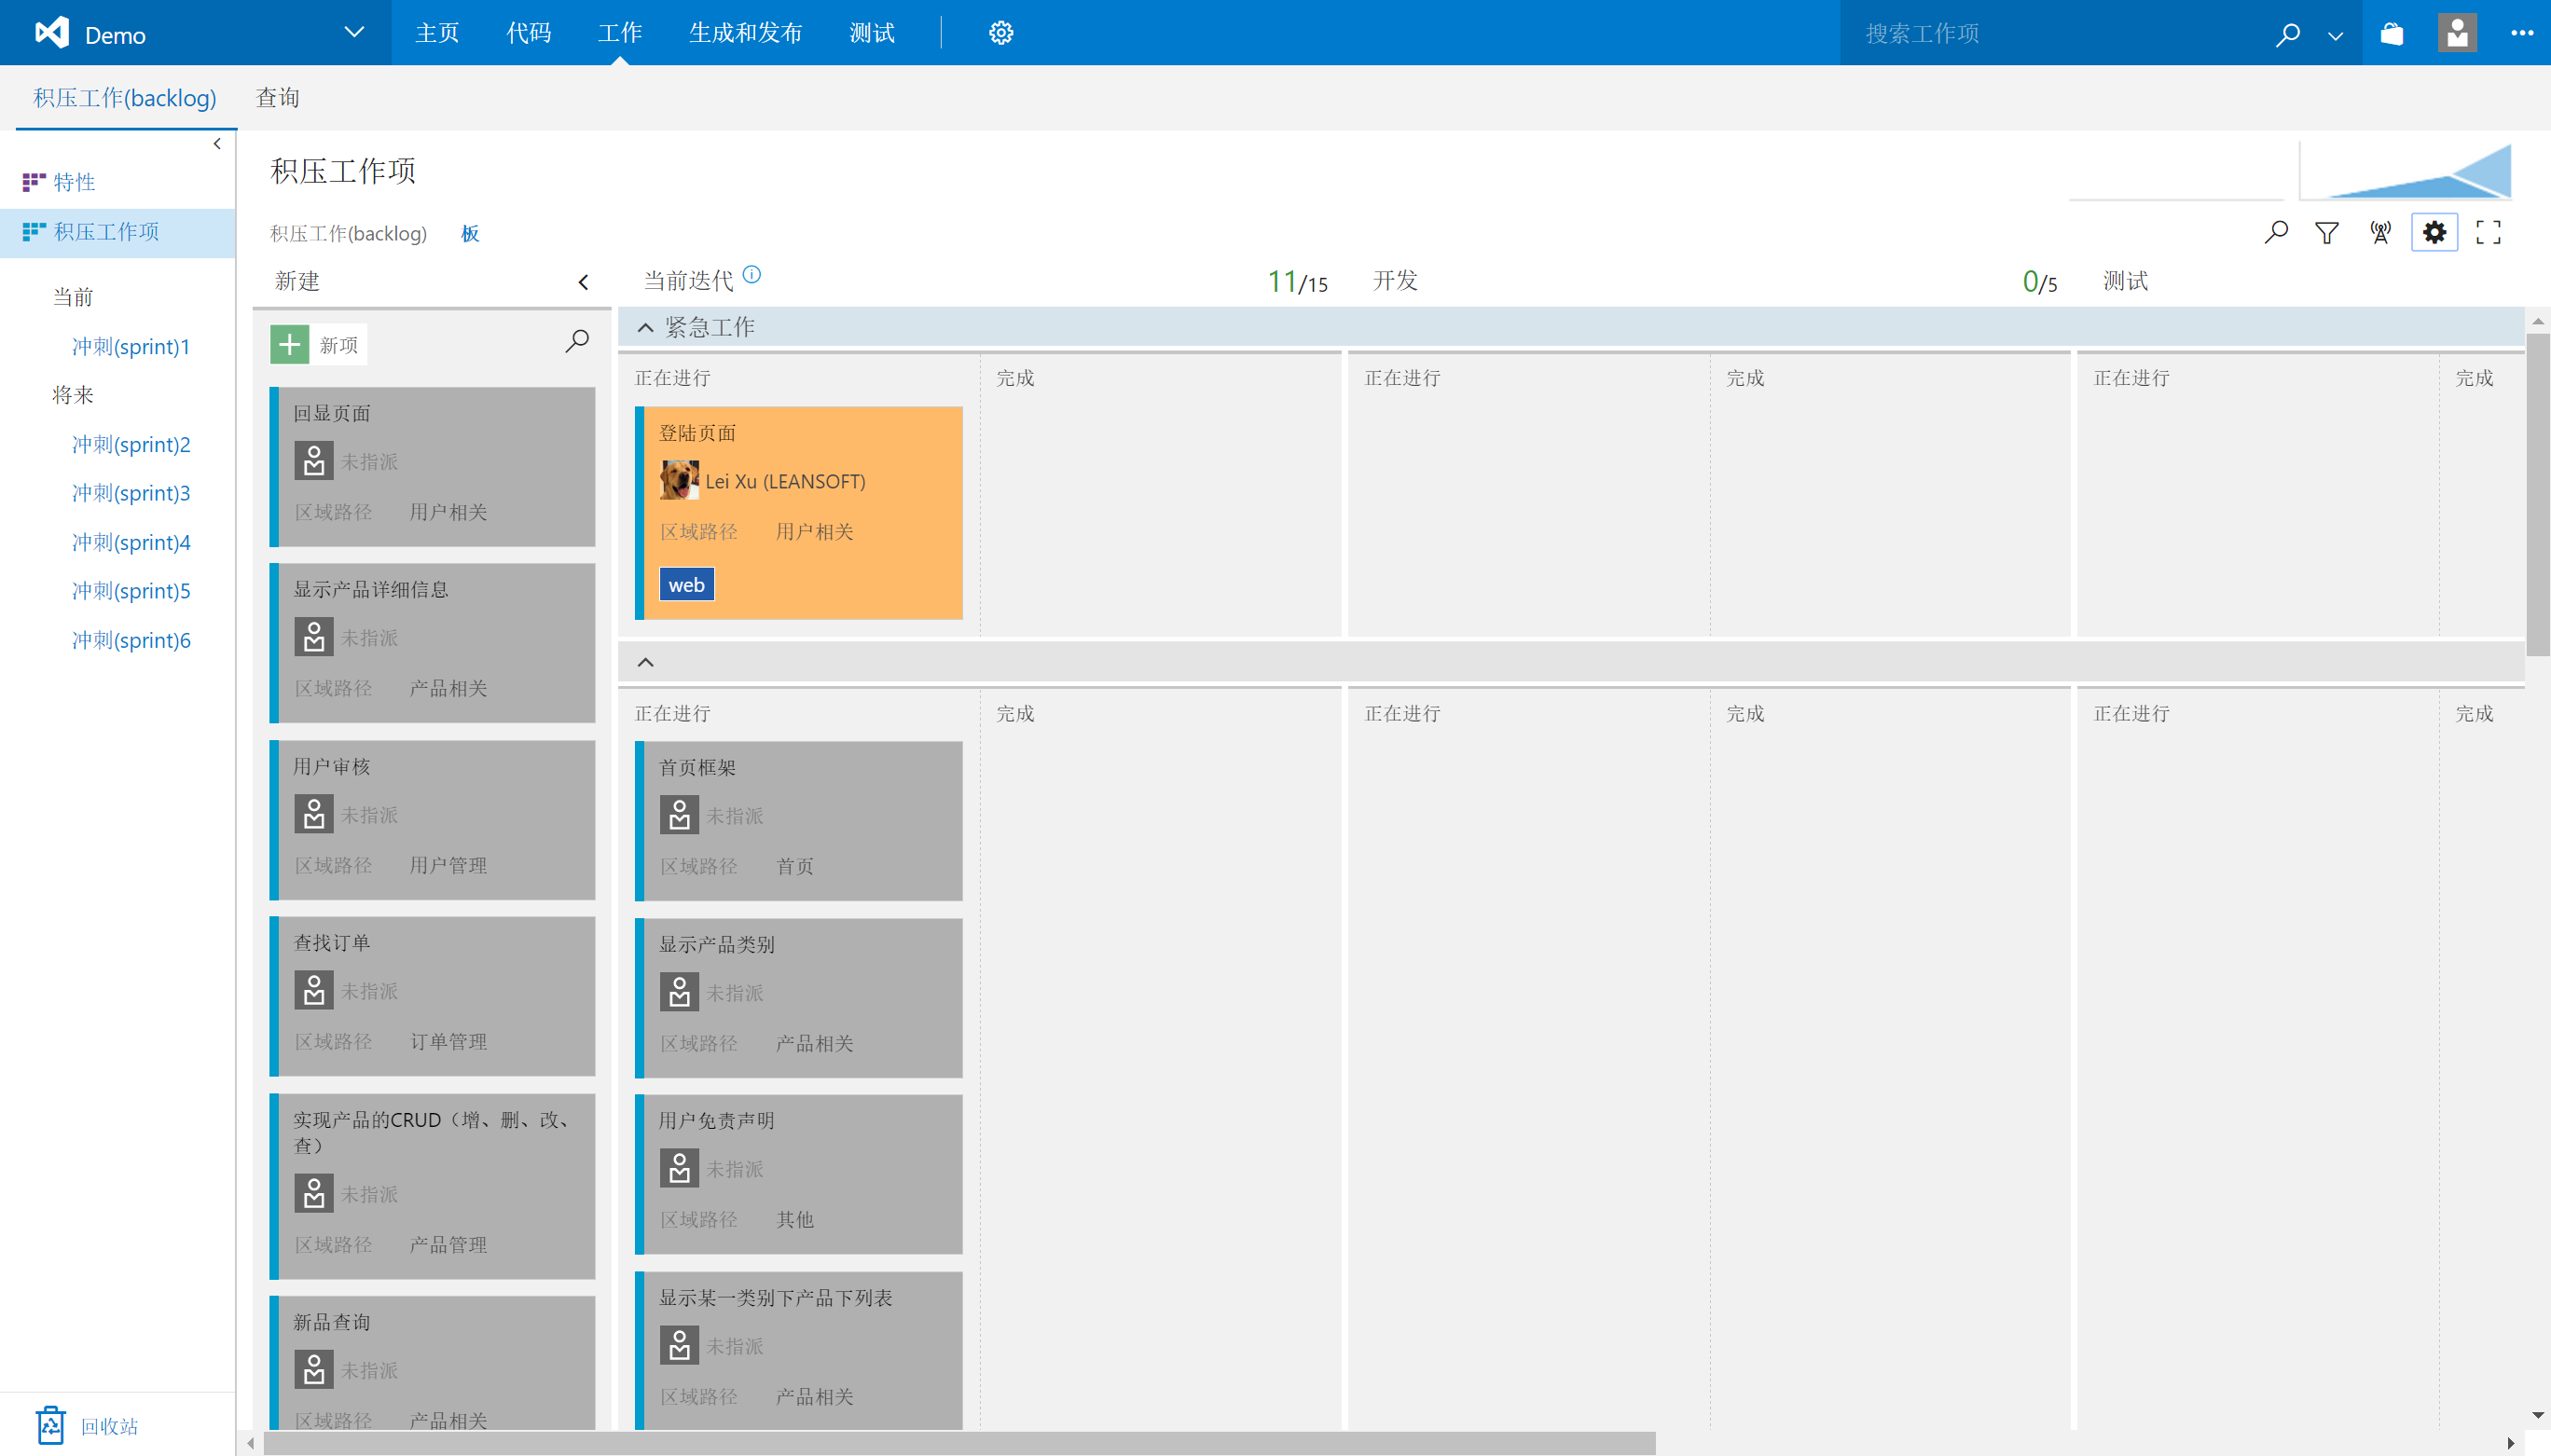 Demo
主页
代码
工作
生成和发布
测试
搜索工作项
积压工作(backlog)
查询
特性
积压工作项
当前
冲刺(sprint)1
将来
冲刺(sprint)2
冲刺(sprint)3
冲刺(sprint)4
冲刺(sprint)5
冲刺(sprint)6
回收站
积压工作项
积压工作(backlog)
板
新建
当前迭代
11/15
开发
0/5
测试
新项
回显页面
未指派
区域路径 用户相关
显示产品详细信息
未指派
区域路径 产品相关
用户审核
未指派
区域路径 用户管理
查找订单
未指派
区域路径 订单管理
实现产品的CRUD（增、删、改、
查）
未指派
区域路径 产品管理
新品查询
未指派
区域路径 产品相关
紧急工作
正在进行
完成
正在进行
完成
正在进行
完成
登陆页面
Lei Xu (LEANSOFT)
区域路径 用户相关
web
正在进行
完成
正在进行
完成
正在进行
完成
首页框架
未指派
区域路径 首页
显示产品类别
未指派
区域路径 产品相关
用户免责声明
未指派
区域路径 其他
显示某一类别下产品下列表
未指派
区域路径 产品相关